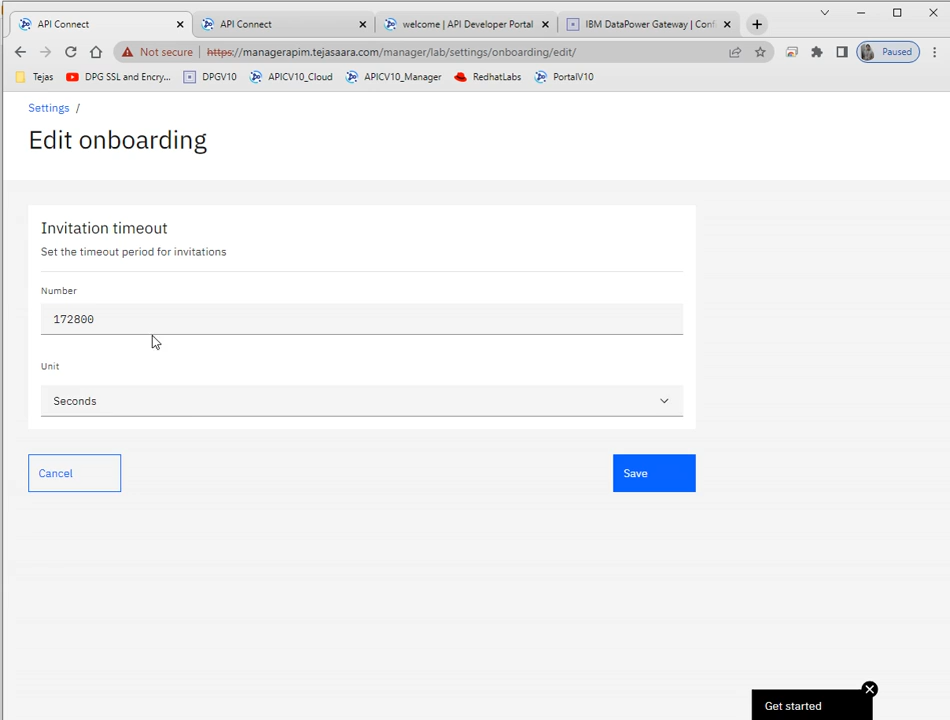 API Connect
API Connect
welcome | API Developer Portal
IBM DataPower Gateway | Conf
Not secure
https://managerapim.tejasaara.com/manager/lab/settings/onboarding/edit/
Paused
Tejas
DPG SSL and Encry...
DPGV10
APICV10_Cloud
APICV10_Manager
RedhatLabs
PortalV10
Settings /
Edit onboarding
Invitation timeout
Set the timeout period for invitations
Number
172800
Unit
Seconds
Cancel
Save
Get started